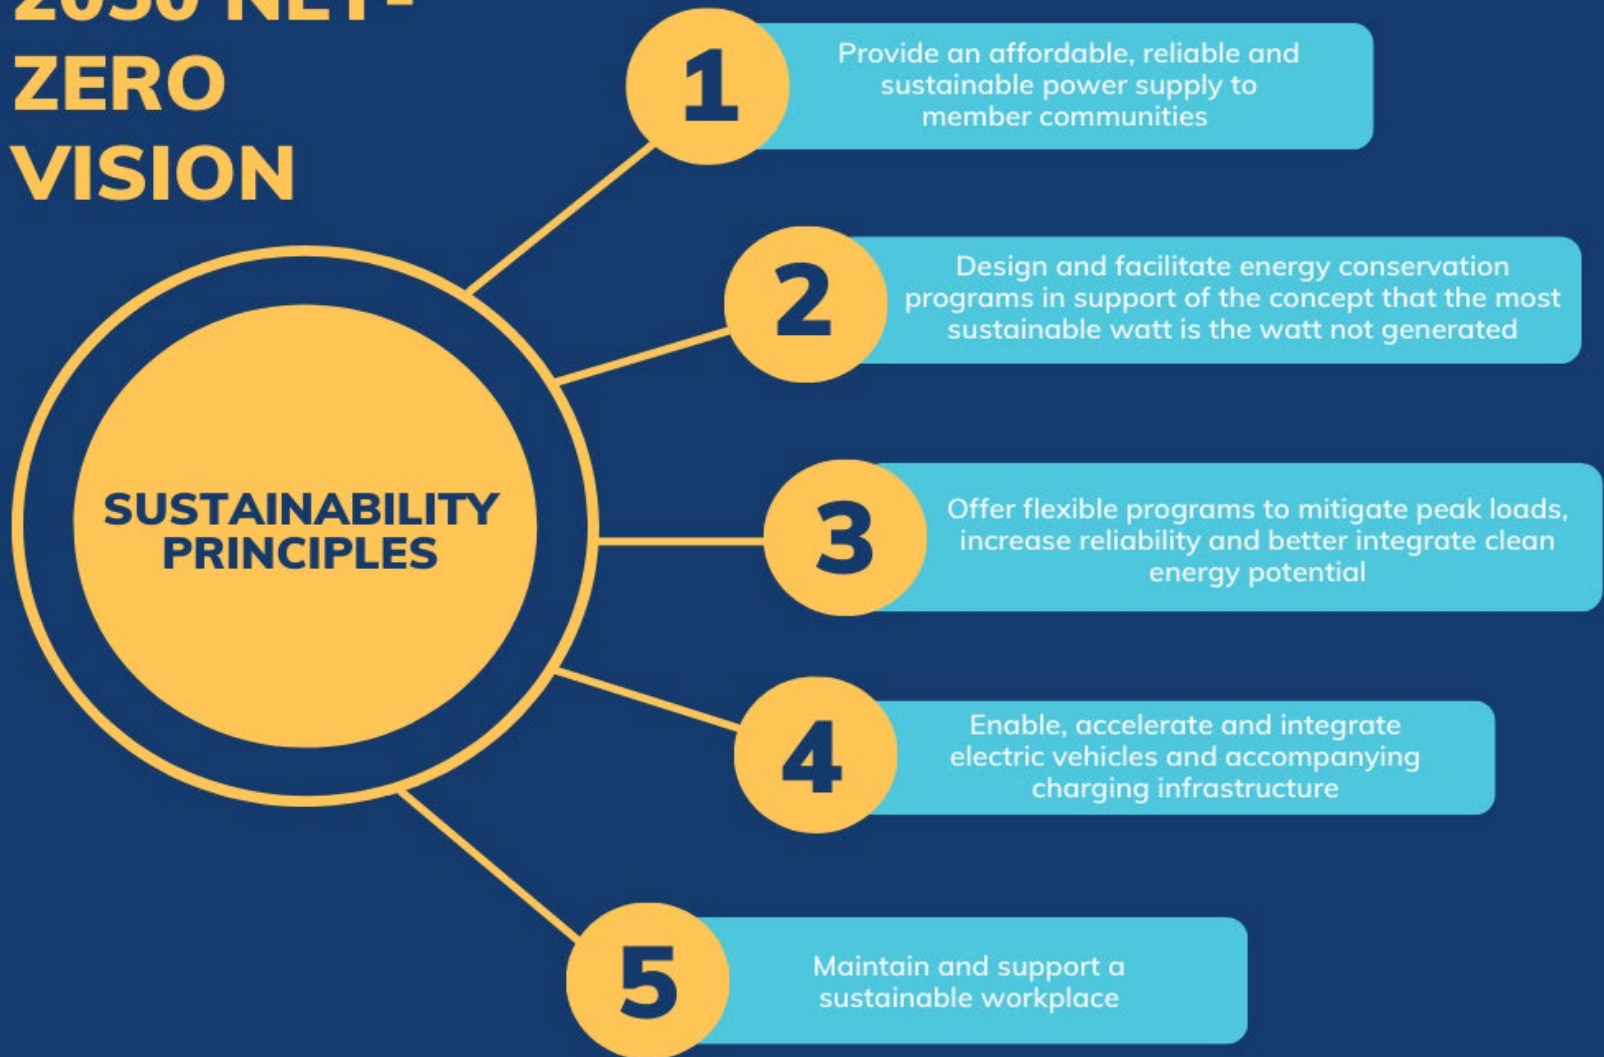 2050 NET-
ZERO
VISION
1
Provide an affordable, reliable and
sustainable power supply to
member communities
2
Design and facilitate energy conservation
programs in support of the concept that the most
sustainable watt is the watt not generated
SUSTAINABILITY
PRINCIPLES
3
Offer flexible programs to mitigate peak loads,
increase reliability and better integrate clean
energy potential
4
Enable, accelerate and integrate
electric vehicles and accompanying
charging infrastructure
5
Maintain and support a
sustainable workplace